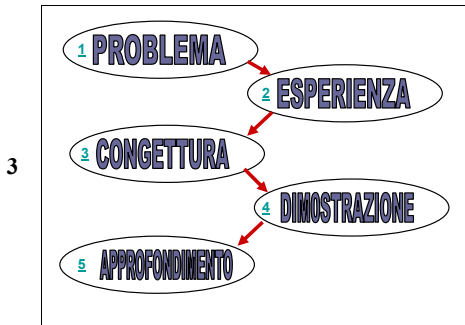 1 PROBLEMA
2 ESPERIENZA
3 CONGETTURA
3
4 DIMOSTRAZIONE
5 APPROFONDIMENTO